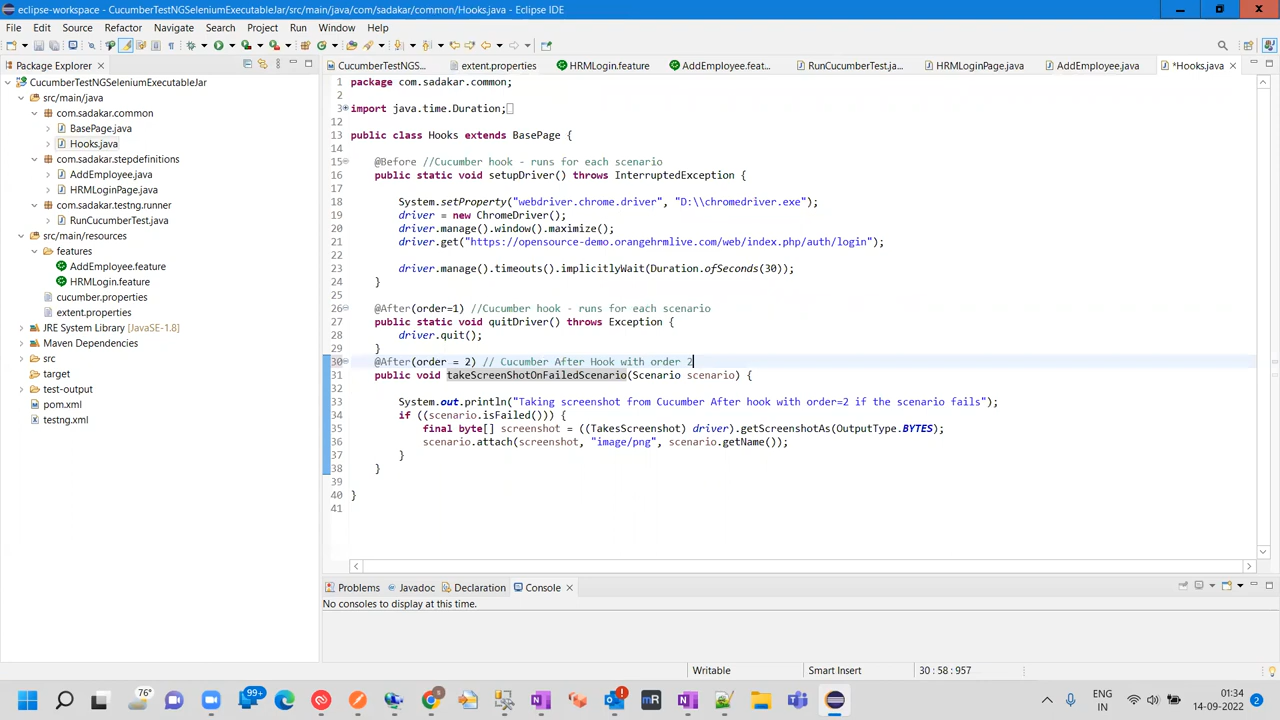 eclipse-workspace - CucumberTestNGSeleniumExecutableJar/src/main/java/com/sadakar/common/Hooks.java - Eclipse IDE
File Edit Source Refactor Navigate Search Project Run Window Help
Package Explorer
CucumberTestNGS...
extent.properties
HRMLogin.feature
AddEmployee.feat...
RunCucumberTest.ja...
HRMLoginPage.java
AddEmployee.java
*Hooks.java
CucumberTestNGSeleniumExecutableJar
src/main/java
com.sadakar.common
BasePage.java
Hooks.java
com.sadakar.stepdefinitions
AddEmployee.java
HRMLoginPage.java
com.sadakar.testng.runner
RunCucumberTest.java
src/main/resources
features
AddEmployee.feature
HRMLogin.feature
cucumber.properties
extent.properties
JRE System Library [JavaSE-1.8]
Maven Dependencies
src
target
test-output
pom.xml
testng.xml
1 package com.sadakar.common;
2
3 import java.time.Duration;
12
13 public class Hooks extends BasePage {
14
15 @Before //Cucumber hook - runs for each scenario
16 public static void setupDriver() throws InterruptedException {
17
18 System.setProperty("webdriver.chrome.driver", "D:\\chromedriver.exe");
19 driver = new ChromeDriver();
20 driver.manage().window().maximize();
21 driver.get("https://opensource-demo.orangehrmlive.com/web/index.php/auth/login");
22
23 driver.manage().timeouts().implicitlyWait(Duration.ofSeconds(30));
24 }
25
26 @After(order=1) //Cucumber hook - runs for each scenario
27 public static void quitDriver() throws Exception {
28 driver.quit();
29 }
30 @After(order = 2) // Cucumber After Hook with order 2
31 public void takeScreenShotOnFailedScenario(Scenario scenario) {
32
33 System.out.println("Taking screenshot from Cucumber After hook with order=2 if the scenario fails");
34 if ((scenario.isFailed())) {
35 final byte[] screenshot = ((TakesScreenshot) driver).getScreenshotAs(OutputType.BYTES);
36 scenario.attach(screenshot, "image/png", scenario.getName());
37 }
38 }
39
40 }
41
Problems Javadoc Declaration Console
No consoles to display at this time.
Writable
Smart Insert
30 : 58 : 957
76°
99+
mR
ENG
IN
01:34
14-09-2022
2